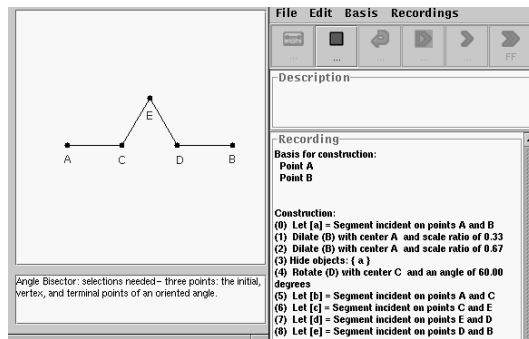 E
A
C
D
B
Angle Bisector: selections needed– three points: the initial,
vertex, and terminal points of an oriented angle.
File Edit Basis Recordings
...
...
...
...
...
FF
Description
Recording
Basis for construction:
Point A
Point B
Construction:
(0) Let [a] = Segment incident on points A and B
(1) Dilate (B) with center A and scale ratio of 0.33
(2) Dilate (B) with center A and scale ratio of 0.67
(3) Hide objects: { a }
(4) Rotate (D) with center C and an angle of 60.00
degrees
(5) Let [b] = Segment incident on points A and C
(6) Let [c] = Segment incident on points C and E
(7) Let [d] = Segment incident on points E and D
(8) Let [e] = Segment incident on points D and B